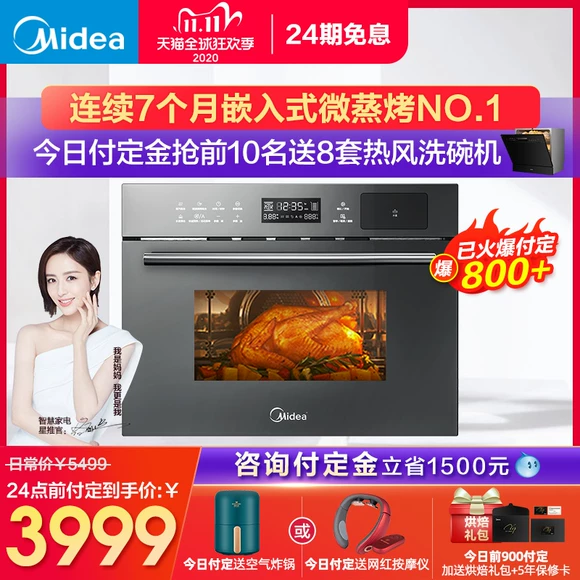 Midea
11.11
天猫全球狂欢季
2020
24期免息
连续7个月嵌入式微蒸烤NO.1
今日付定金抢前10名送8套热风洗碗机
12:35
已火爆付定
爆
800+
我是妈妈 我更是我
智慧家电
星推官:
Midea
日常价￥5499
24点前付定到手价:￥
3999
咨询付定金立省1500元
今日付定送空气炸锅
或
今日付定送网红按摩仪
烘焙
礼包
今日前900付定
加送烘焙礼包+5年保修卡